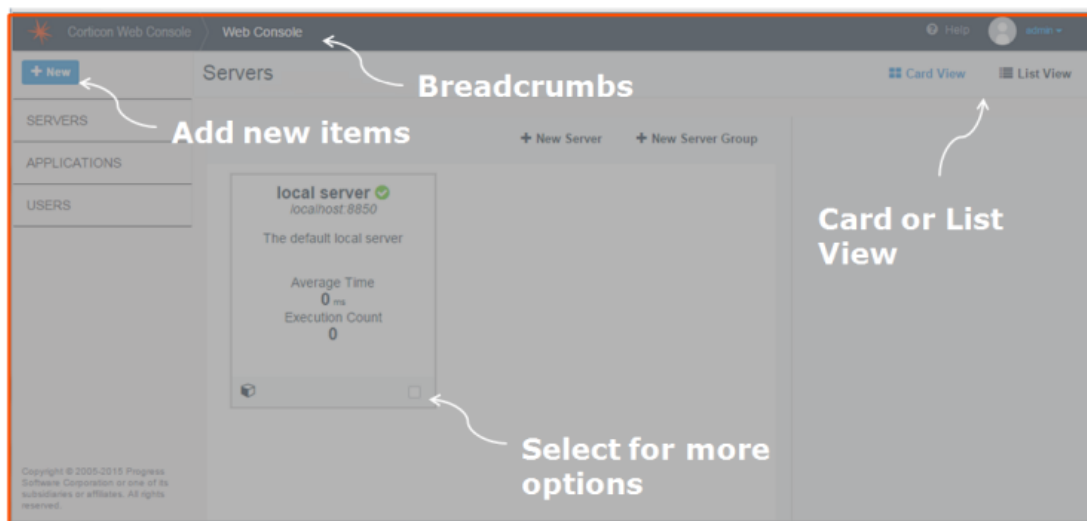 Corticon Web Console
Web Console
Help
admin
+ New
Servers
Card View
List View
Breadcrumbs
SERVERS
Add new items
+ New Server
+ New Server Group
APPLICATIONS
USERS
local server
localhost:8850
The default local server
Card or List
View
Average Time
0 ms
Execution Count
0
Select for more
options
Copyright © 2005-2015 Progress
Software Corporation or one of its
subsidiaries or affiliates. All rights
reserved.